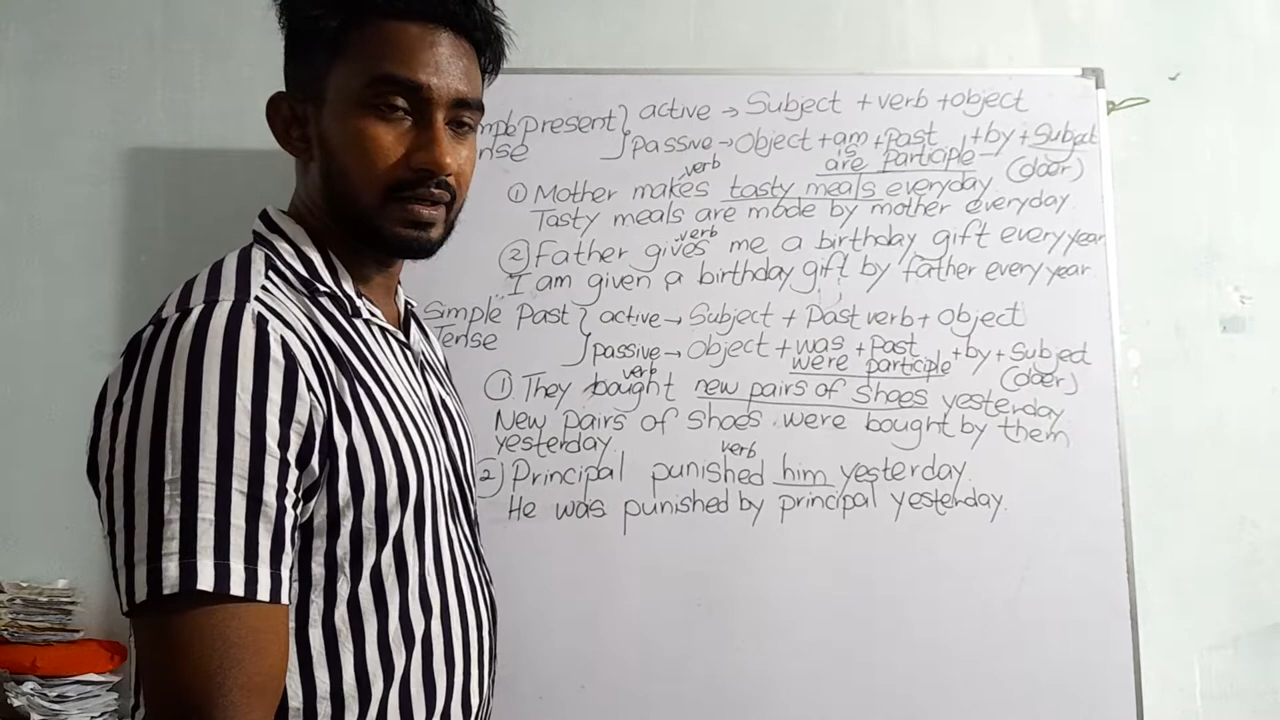 mple Present } active → Subject + verb + object
nse Passive → Object + am + Past + by + Subject
is
are participle (doer)
verb
① Mother makes tasty meals everyday.
Tasty meals are made by mother everyday.
verb
② Father gives me a birthday gift every year
I am given a birthday gift by father every year
Simple Past } active → Subject + Past verb + object
Tense
passive → Object + was + Past + by + Subject
were participle (doer)
verb
① They bought new pairs of shoes yesterday
New pairs of shoes were bought by them
yesterday.
verb
2) Principal punished him yesterday.
He was punished by principal yesterday.